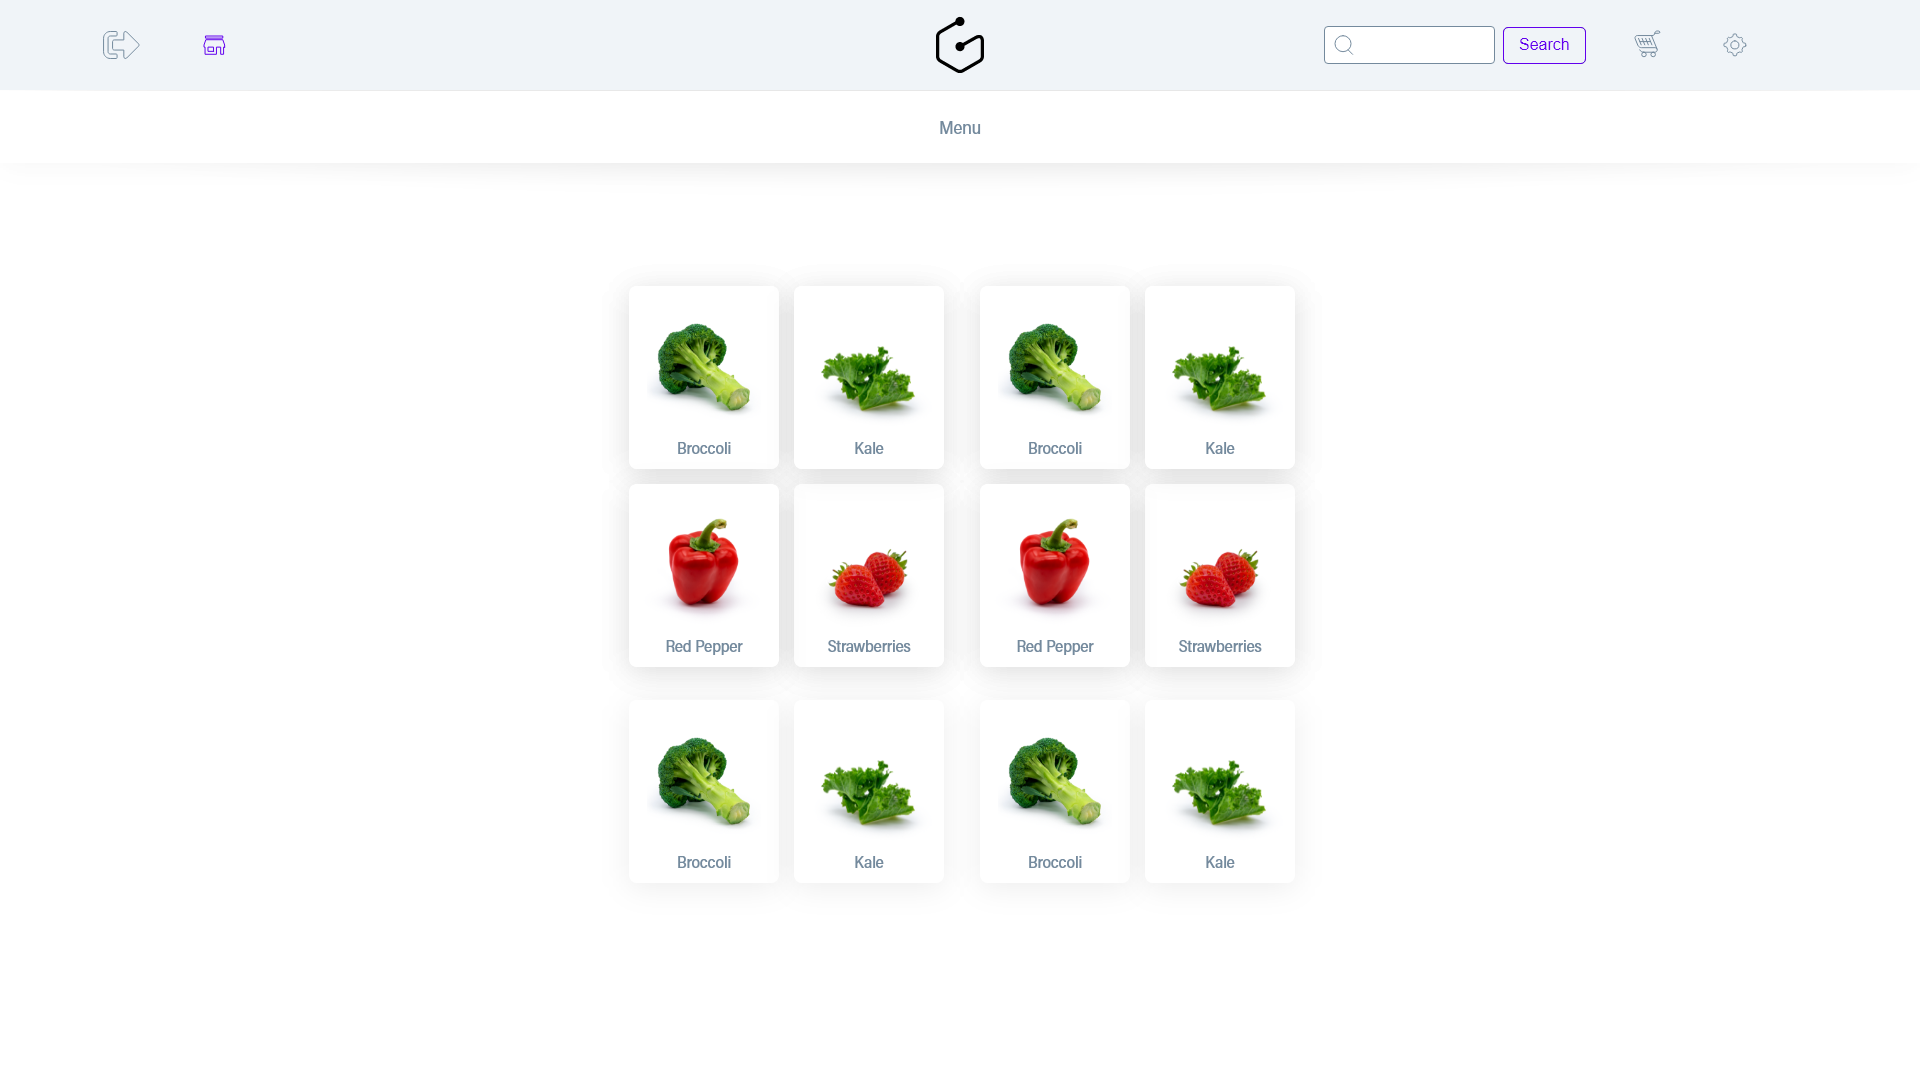 Search
Menu
Broccoli
Kale
Broccoli
Kale
Red Pepper
Strawberries
Red Pepper
Strawberries
Broccoli
Kale
Broccoli
Kale